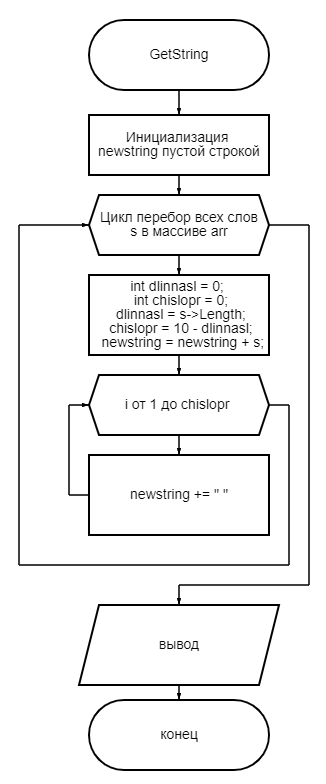 GetString
Инициализация
newstring пустой строкой
Цикл перебор всех слов
s в массиве arr
int dlinnasl = 0;
int chislopr = 0;
dlinnasl = s->Length;
chislopr = 10 - dlinnasl;
newstring = newstring + s;
i от 1 до chislopr
newstring += " "
вывод
конец